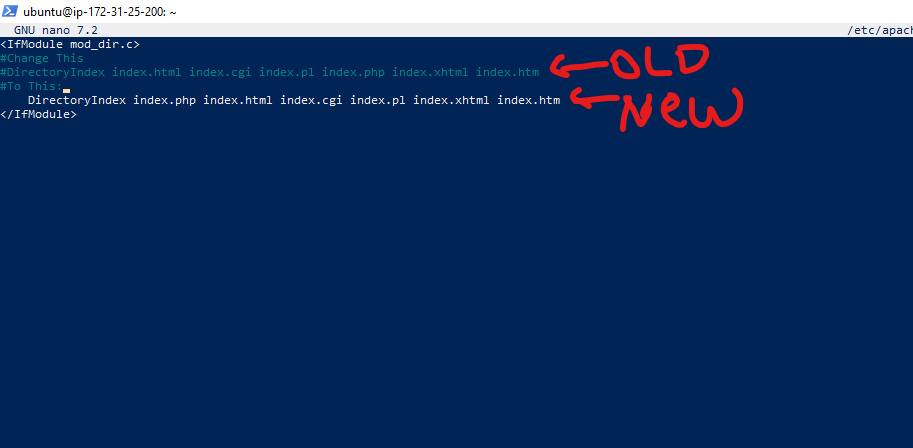 ubuntu@ip-172-31-25-200: ~
GNU nano 7.2 /etc/apach
<IfModule mod_dir.c>
#Change This
#DirectoryIndex index.html index.cgi index.pl index.php index.xhtml index.htm OLD
#To This:
DirectoryIndex index.php index.html index.cgi index.pl index.xhtml index.htm NEW
</IfModule>